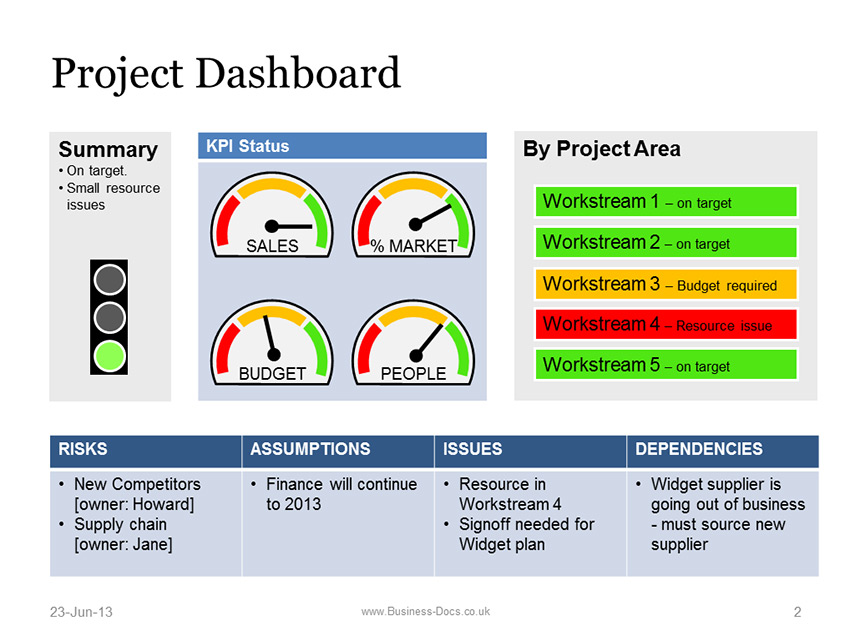 Project Dashboard
Summary
• On target.
• Small resource
issues
KPI Status
SALES
% MARKET
BUDGET
PEOPLE
By Project Area
Workstream 1 – on target
Workstream 2 – on target
Workstream 3 – Budget required
Workstream 4 – Resource issue
Workstream 5 – on target
RISKS
• New Competitors
[owner: Howard]
• Supply chain
[owner: Jane]
ASSUMPTIONS
• Finance will continue
to 2013
ISSUES
• Resource in
Workstream 4
• Signoff needed for
Widget plan
DEPENDENCIES
• Widget supplier is
going out of business
- must source new
supplier
23-Jun-13
www.Business-Docs.co.uk
2